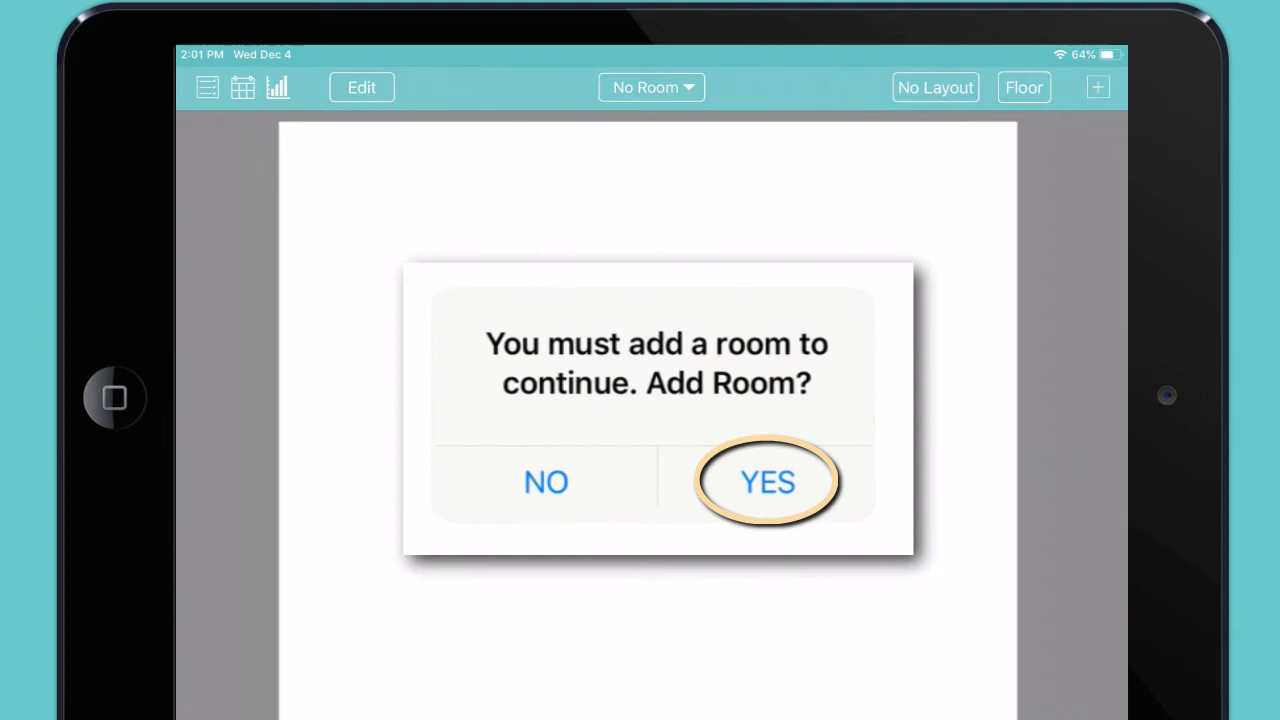 2:01 PM Wed Dec 4 64%
Edit No Room No Layout Floor
You must add a room to
continue. Add Room?
NO YES